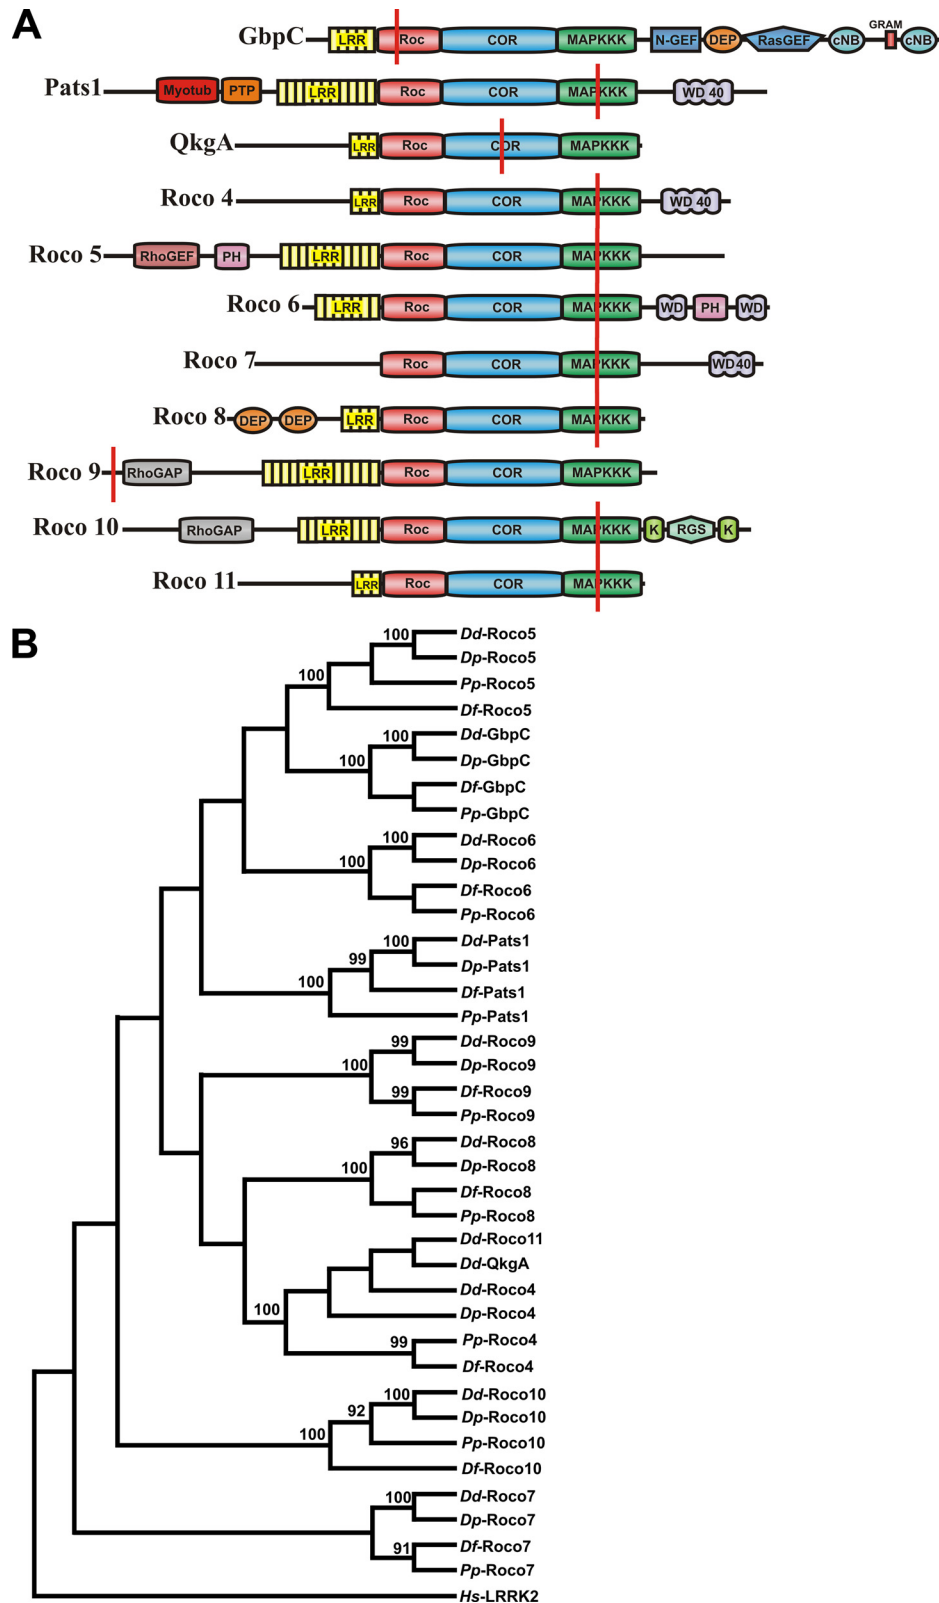 A
GRAM
GbpC LRR Roc COR MAPKKK N-GEF DEP RasGEF cNB cNB
Pats1 Myotub PTP LRR Roc COR MAPKKK WD 40
QkgA LRR Roc COR MAPKKK
Roco 4 LRR Roc COR MAPKKK WD 40
Roco 5 RhoGEF PH LRR Roc COR MAPKKK
Roco 6 LRR Roc COR MAPKKK WD PH WD
Roco 7 Roc COR MAPKKK WD40
Roco 8 DEP DEP LRR Roc COR MAPKKK
Roco 9 RhoGAP LRR Roc COR MAPKKK
Roco 10 RhoGAP LRR Roc COR MAPKKK K RGS K
Roco 11 LRR Roc COR MAPKKK
B
100 Dd-Roco5
Dp-Roco5
100 Pp-Roco5
Df-Roco5
100 Dd-GbpC
100 Dp-GbpC
Df-GbpC
Pp-GbpC
100 Dd-Roco6
100 Dp-Roco6
Df-Roco6
Pp-Roco6
100 Dd-Pats1
99 Dp-Pats1
100 Df-Pats1
Pp-Pats1
99 Dd-Roco9
100 Dp-Roco9
99 Df-Roco9
Pp-Roco9
96 Dd-Roco8
100 Dp-Roco8
Df-Roco8
Pp-Roco8
Dd-Roco11
Dd-QkgA
Dd-Roco4
100 Dp-Roco4
99 Pp-Roco4
Df-Roco4
100 Dd-Roco10
92 Dp-Roco10
100 Pp-Roco10
Df-Roco10
100 Dd-Roco7
Dp-Roco7
91 Df-Roco7
Pp-Roco7
Hs-LRRK2